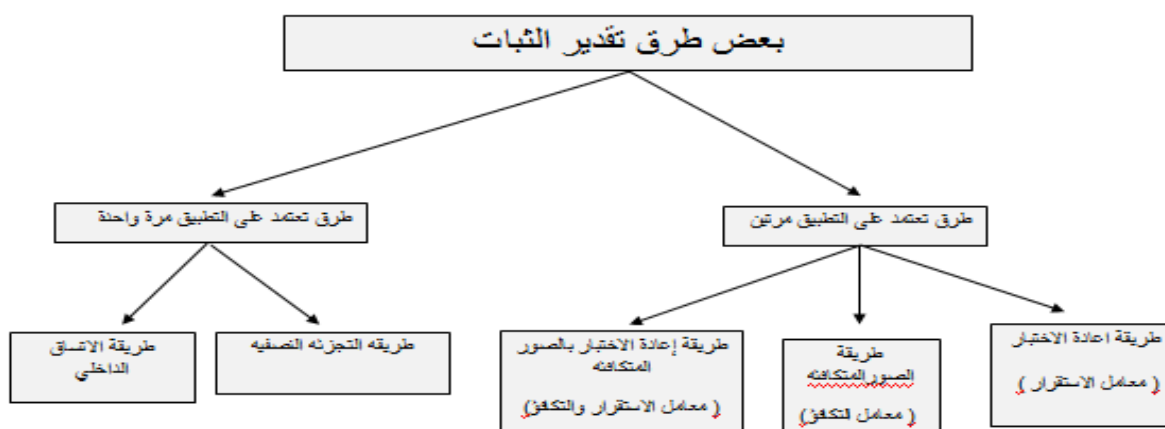 بعض طرق تقدير الثبات
طرق تعتمد على التطبيق مرتين
طرق تعتمد على التطبيق مرة واحدة
طريقة اعادة الاختبار
( معامل الاستقرار )
طريقة
الصور المتكافئه
( معامل التكافؤ)
طريقة إعادة الاختبار بالصور
المتكافئه
( معامل الاستقرار والتكافؤ)
طريقه التجزئه النصفيه
طريقة الاتساق
الداخلي